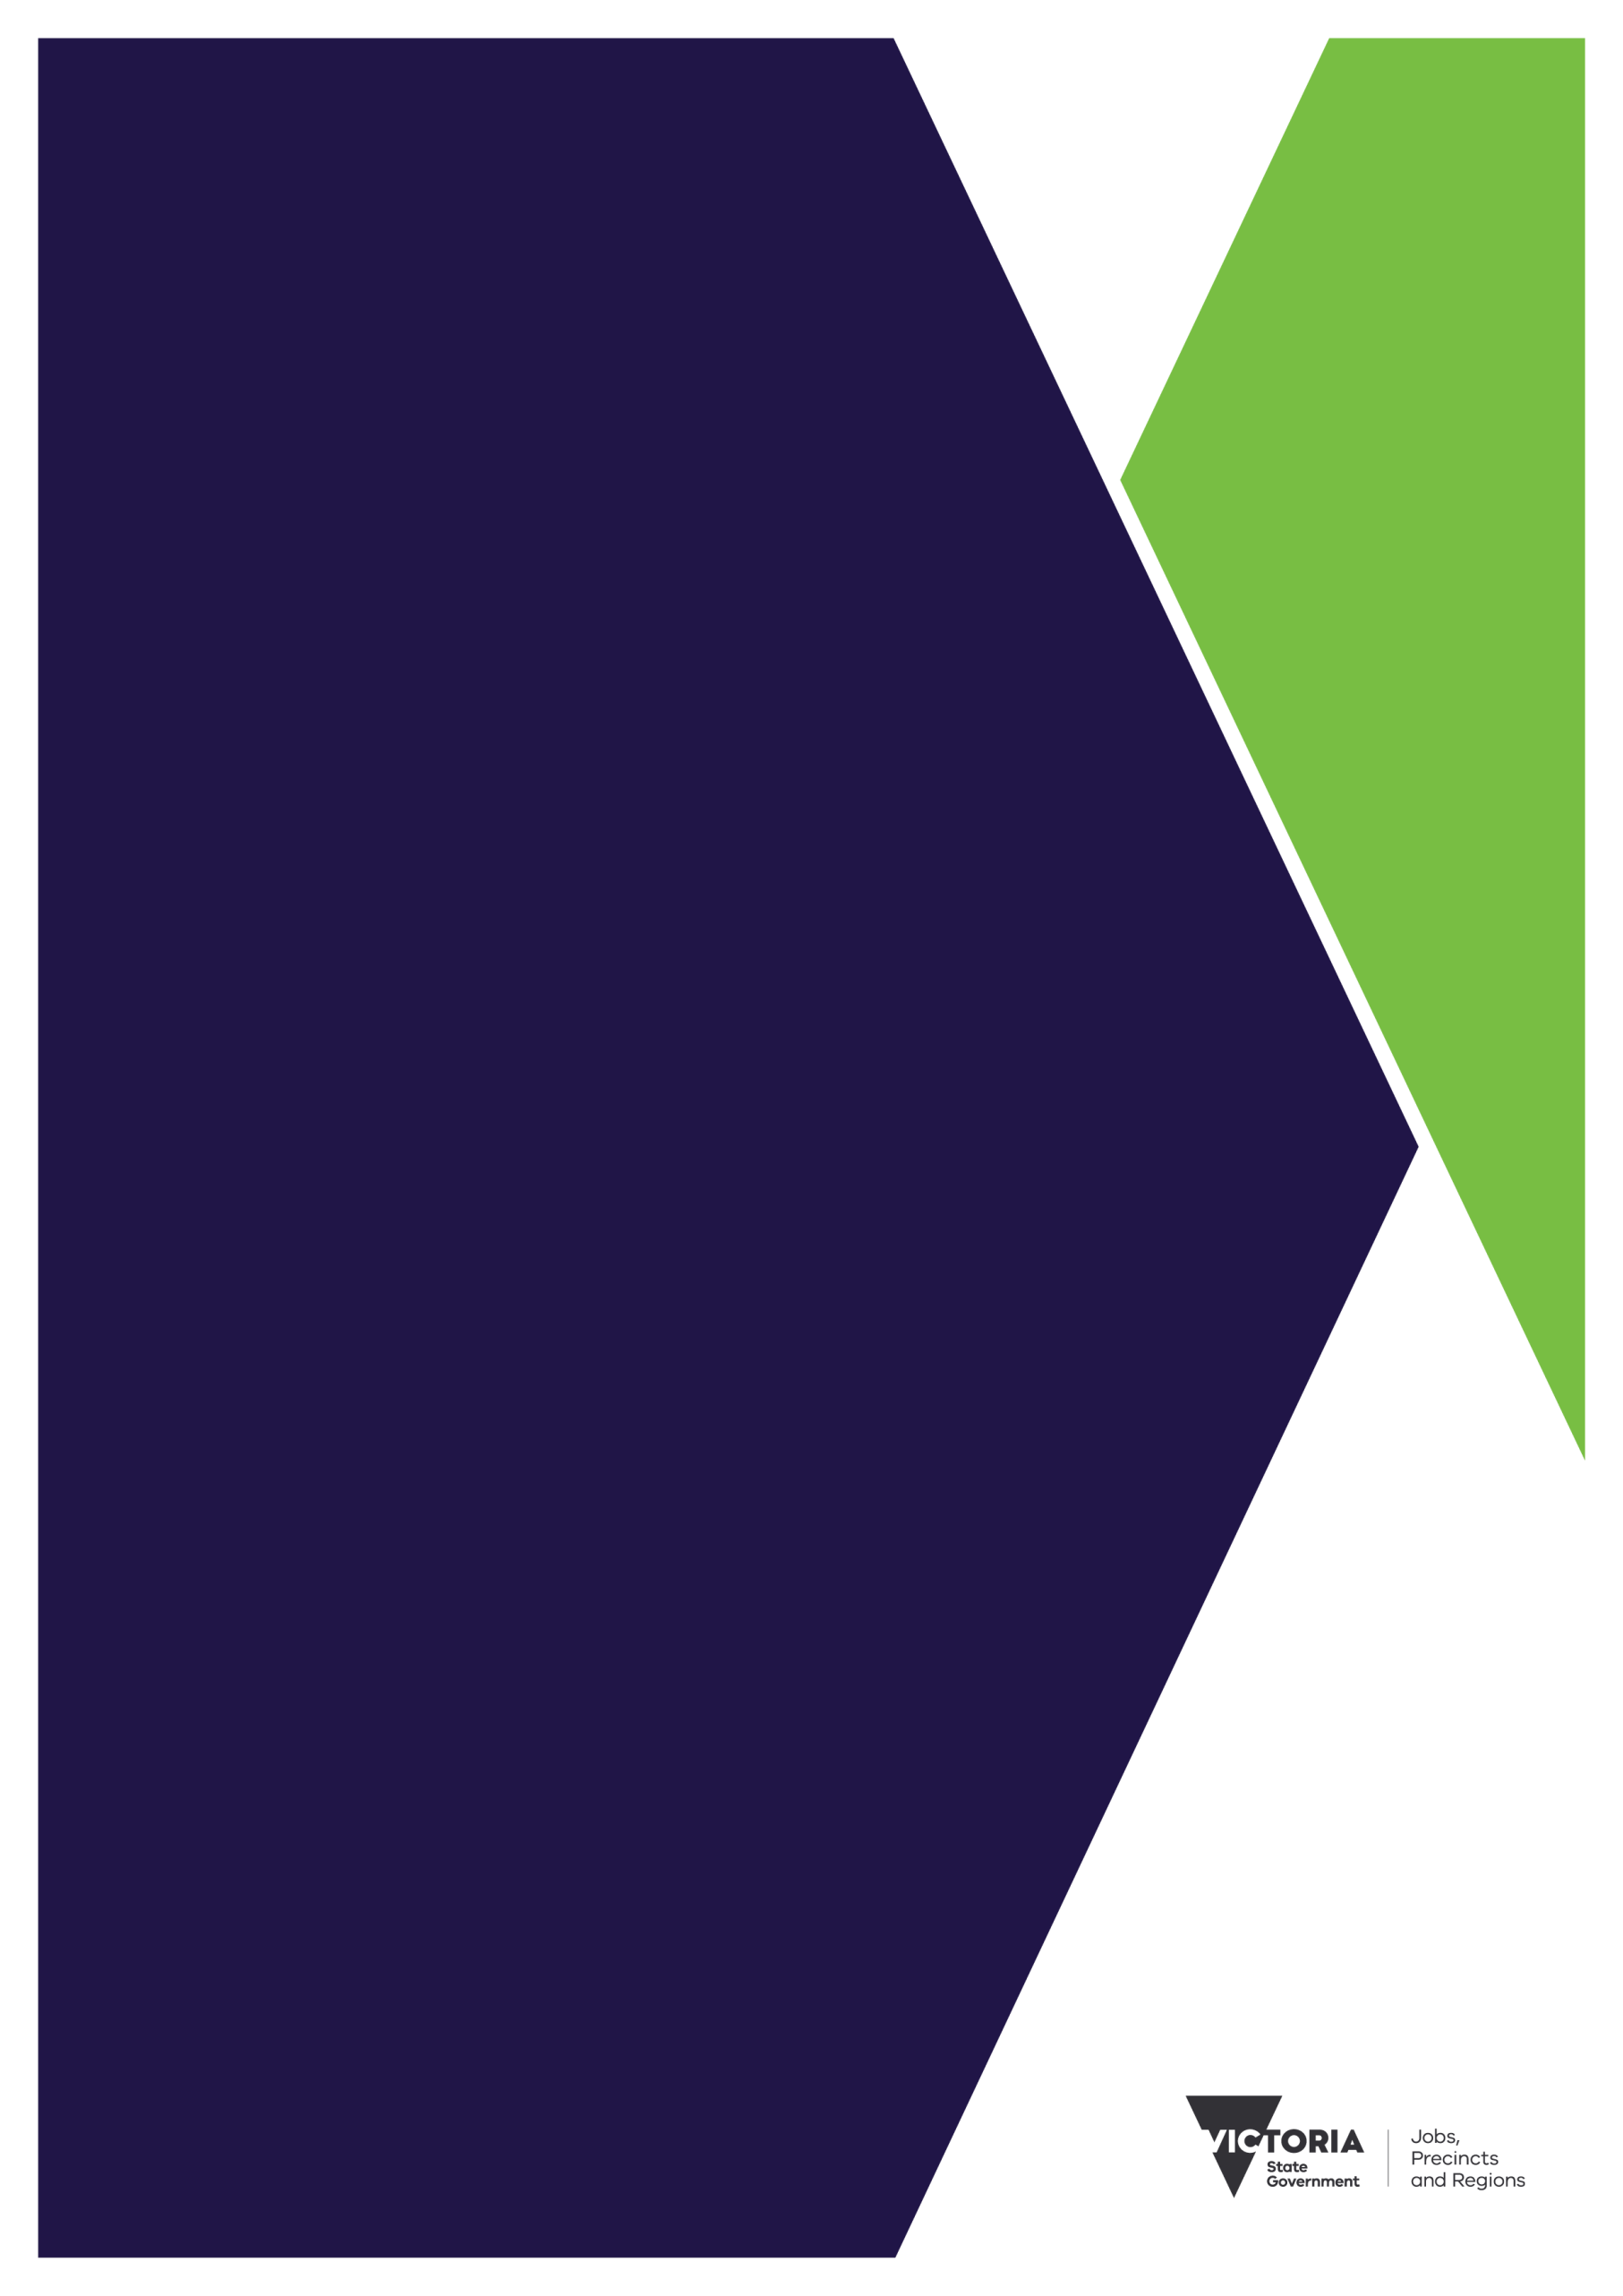 VICTORIA
State
Government
Jobs,
Precincts
and Regions